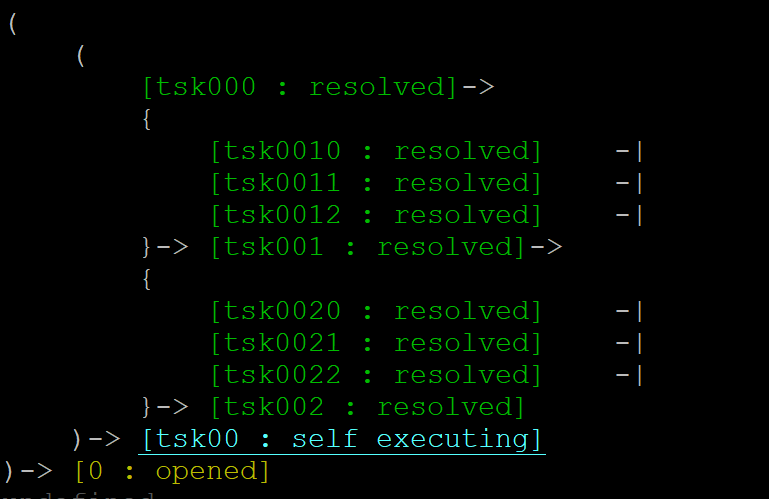 (
(
[tsk000 : resolved]->
{
[tsk0010 : resolved] -|
[tsk0011 : resolved] -|
[tsk0012 : resolved] -|
}-> [tsk001 : resolved]->
{
[tsk0020 : resolved] -|
[tsk0021 : resolved] -|
[tsk0022 : resolved] -|
}-> [tsk002 : resolved]
)-> [tsk00 : self executing]
)-> [0 : opened]
undefined